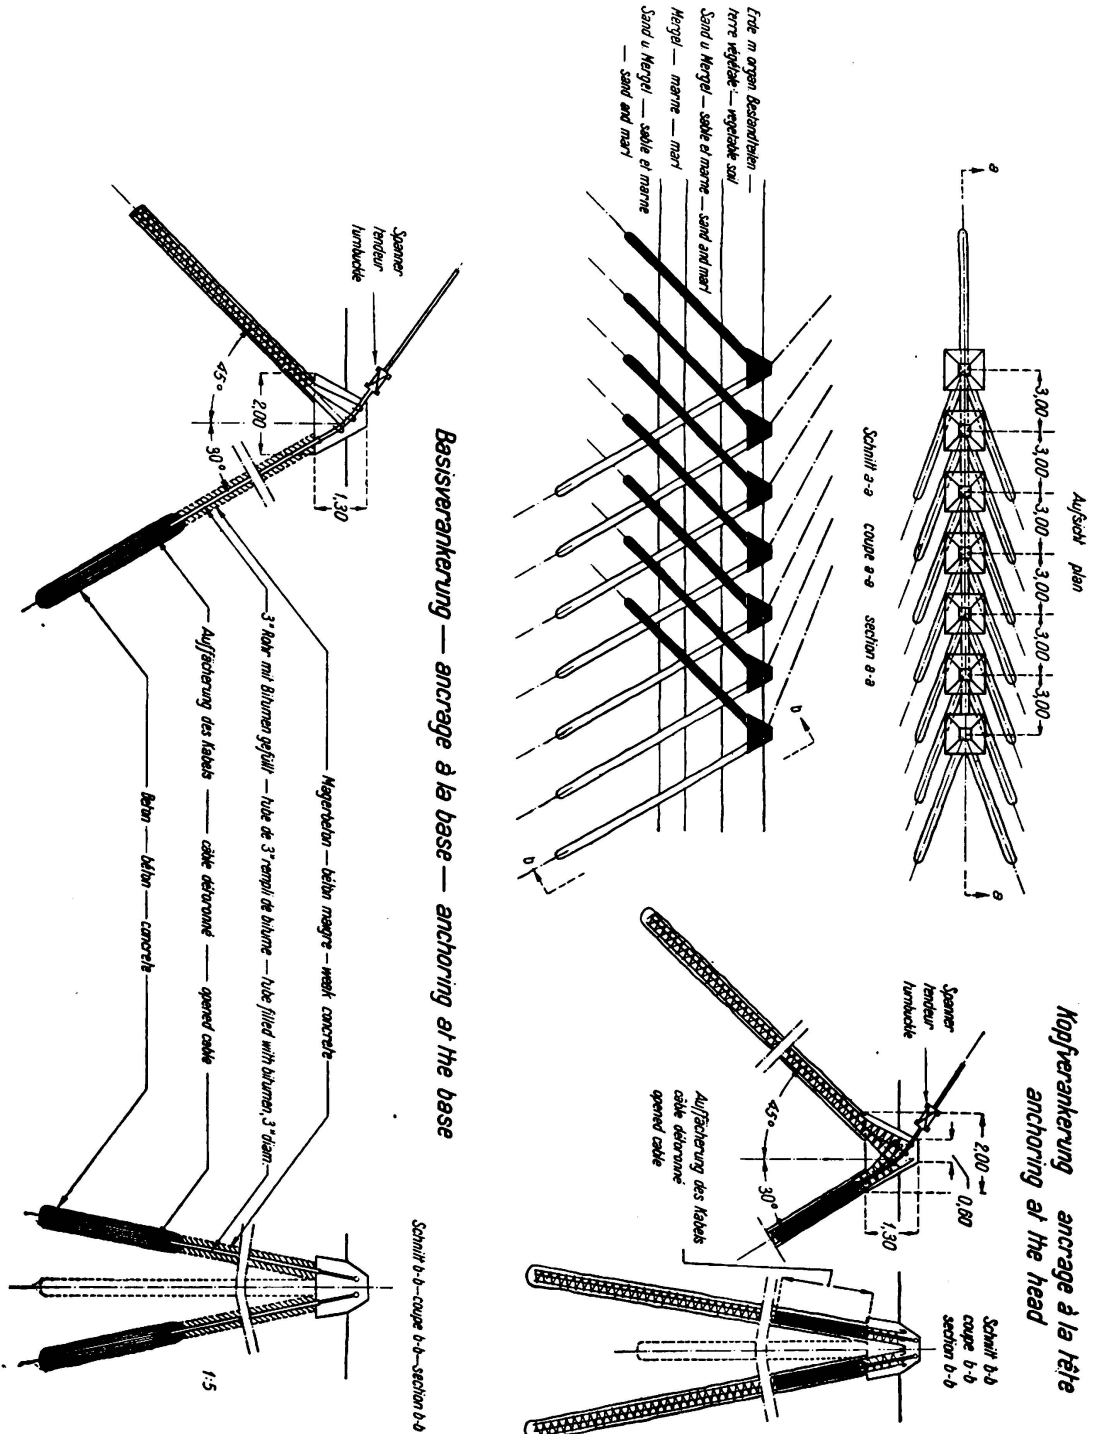 Aufsicht plan
a
a
3,00
3,00
3,00
3,00
3,00
3,00
Schnitt a-a coupe a-a section a-a
Erde m organ Bestandteilen —
terre végétale — vegetable soil
Sand u. Mergel — sable et marne — sand and marl
Mergel — marne — marl
Sand u. Mergel — sable et marne
— sand and marl
b
b
Kopfverankerung ancrage à la tête
anchoring at the head
Spanner
tendeur
turnbuckle
2,00
0,60
1,30
45°
30°
Auffächerung des Kabels
câble détoronné
opened cable
Schnitt b-b
coupe b-b
section b-b
Basisverankerung — ancrage à la base — anchoring at the base
Spanner
tendeur
turnbuckle
45°
2,00
30°
1,30
Magerbeton — béton maigre — weak concrete
3" Rohr mit Bitumen gefüllt — tube de 3" rempli de bitume — tube filled with bitumen, 3" diam.
Auffächerung des Kabels — câble détoronné — opened cable
Beton — béton — concrete
Schnitt b-b — coupe b-b — section b-b
1:5